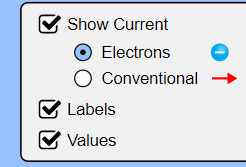 Show Current
Electrons
Conventional
Labels
Values